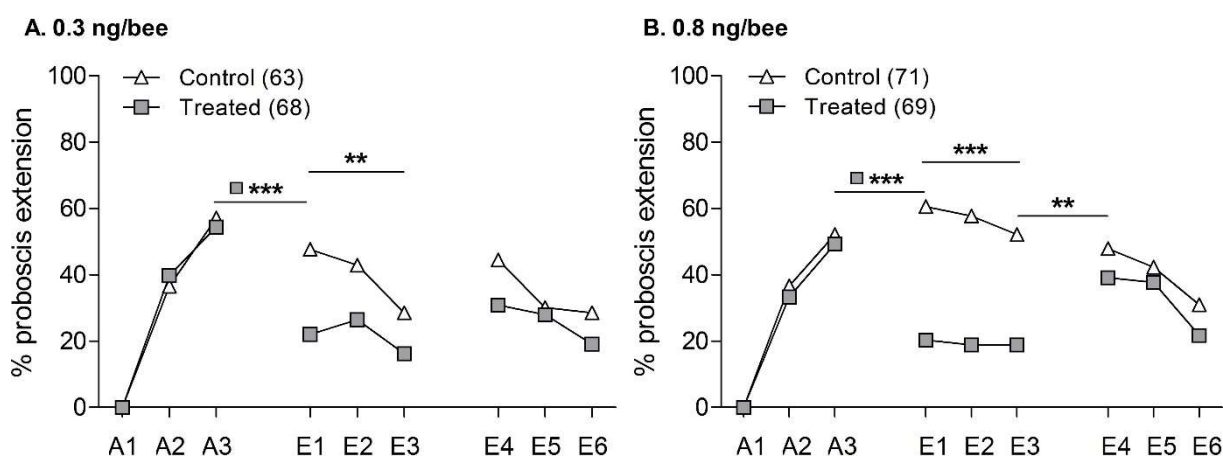 A. 0.3 ng/bee
% proboscis extension
100
80
60
40
20
0
Control (63)
Treated (68)
**
***
A1 A2 A3 E1 E2 E3 E4 E5 E6
B. 0.8 ng/bee
% proboscis extension
100
80
60
40
20
0
Control (71)
Treated (69)
***
***
**
A1 A2 A3 E1 E2 E3 E4 E5 E6